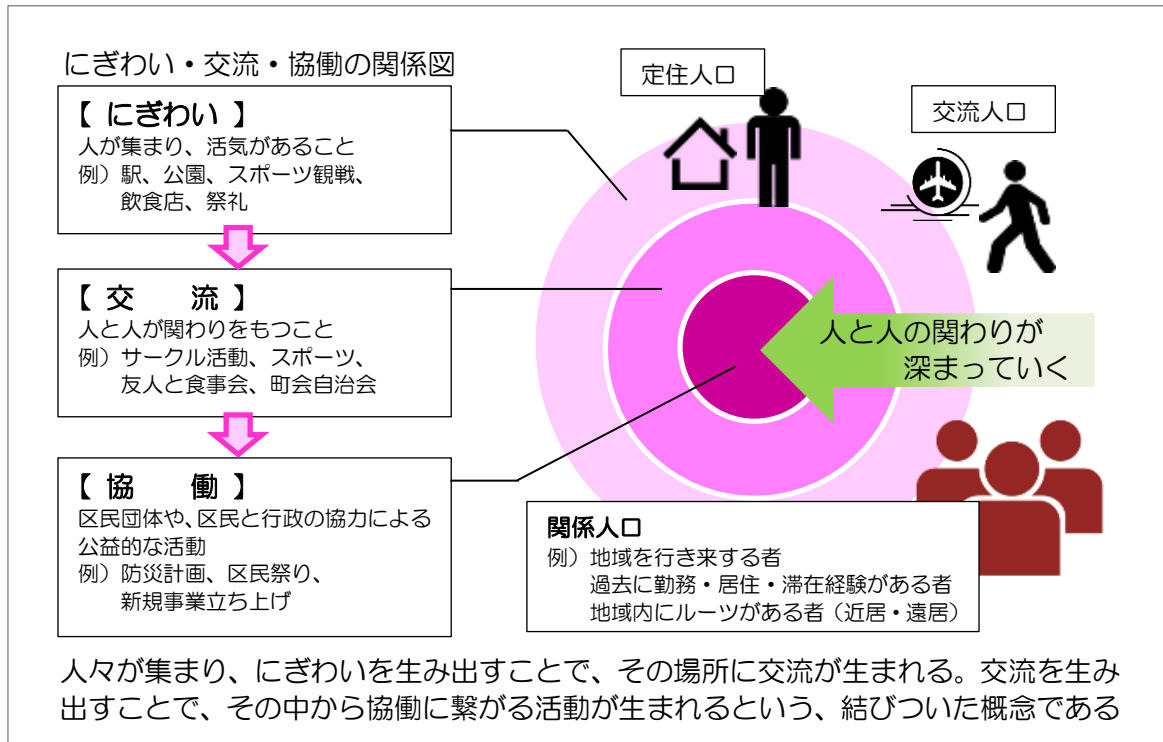 にぎわい・交流・協働の関係図
【 にぎわい 】
人が集まり、活気があること
例）駅、公園、スポーツ観戦、
飲食店、祭礼
【 交　　流 】
人と人が関わりをもつこと
例）サークル活動、スポーツ、
友人と食事会、町会自治会
【 協　　働 】
区民団体や、区民と行政の協力による
公益的な活動
例）防災計画、区民祭り、
新規事業立ち上げ
定住人口
交流人口
人と人の関わりが
深まっていく
関係人口
例）地域を行き来する者
過去に勤務・居住・滞在経験がある者
地域内にルーツがある者（近居・遠居）
人々が集まり、にぎわいを生み出すことで、その場所に交流が生まれる。交流を生み
出すことで、その中から協働に繋がる活動が生まれるという、結びついた概念である